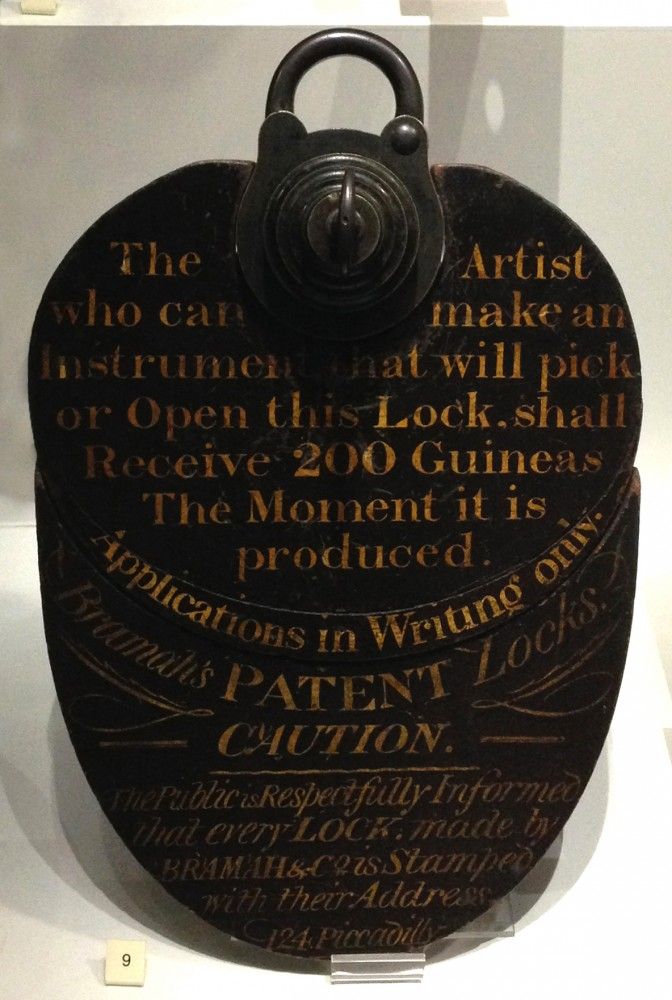 The Artist
who can make an
Instrument that will pick
or Open this Lock, shall
Receive 200 Guineas
The Moment it is
produced.
Applications in Writing only.
Bramah's PATENT Locks.
CAUTION.
The Public is Respectfully Informed
that every LOCK, made by
BRAMAH & Co. is Stamped
with their Address
124, Piccadilly
9